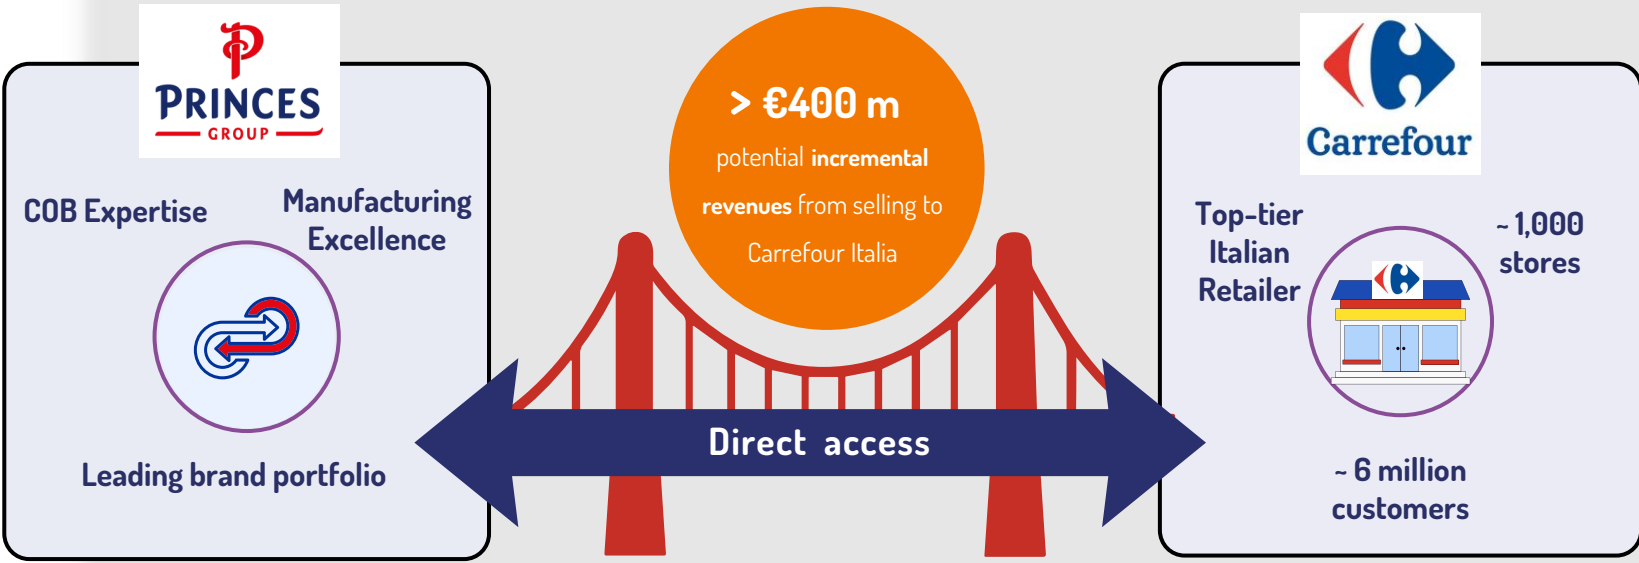 PRINCES
GROUP
COB Expertise
Manufacturing
Excellence
Leading brand portfolio
> €400 m
potential incremental
revenues from selling to
Carrefour Italia
Direct access
Carrefour
Top-tier
Italian
Retailer
~ 1,000
stores
~ 6 million
customers